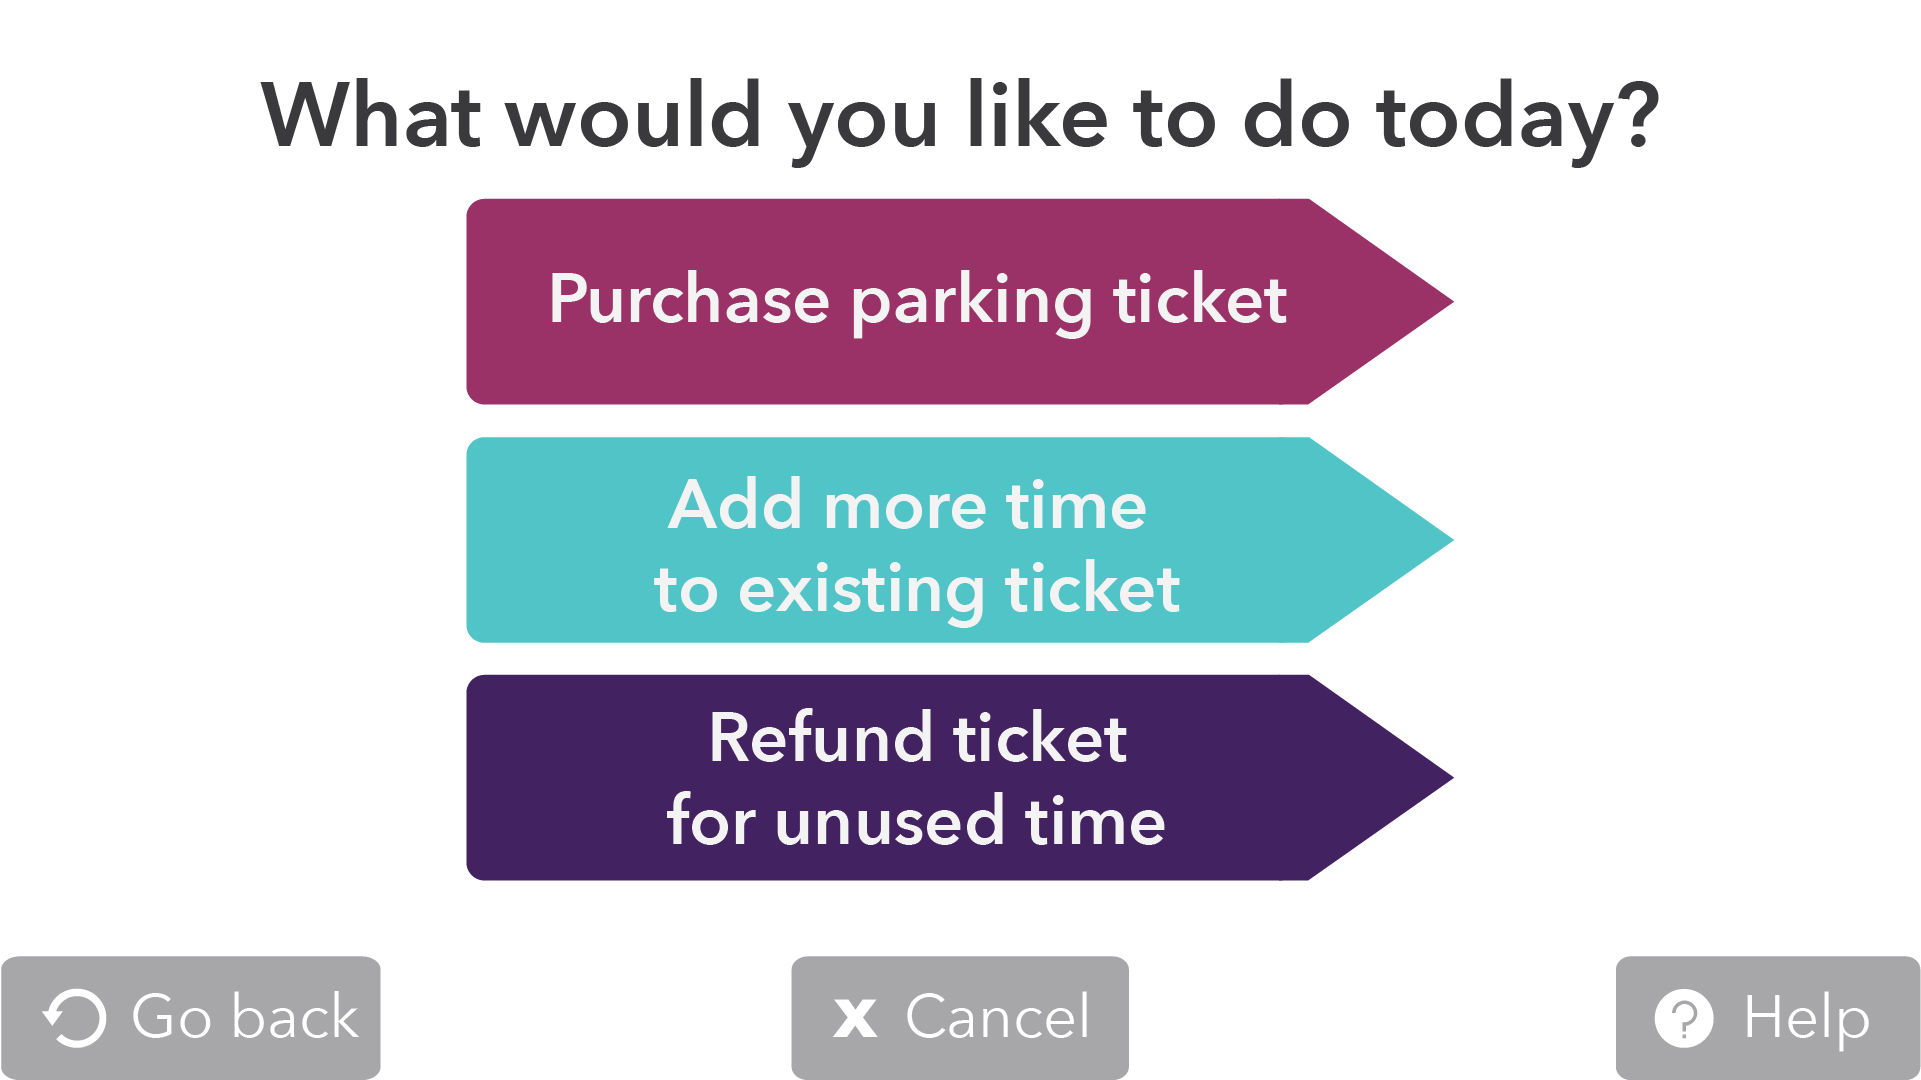 What would you like to do today?
Purchase parking ticket
Add more time
to existing ticket
Refund ticket
for unused time
Go back
x Cancel
? Help